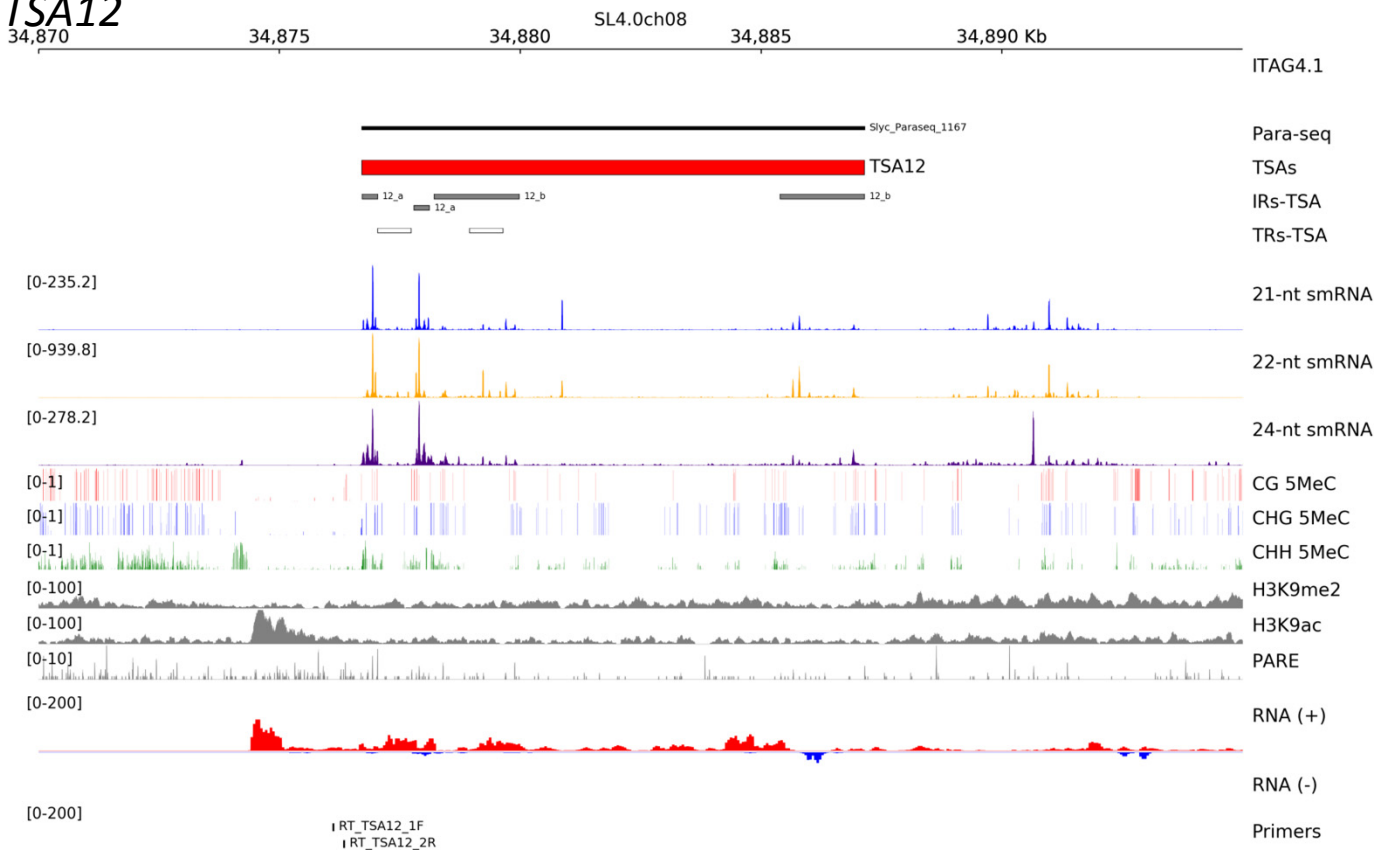 TSA12
SL4.0ch08
34,870 34,875 34,880 34,885 34,890 Kb
ITAG4.1
Slyc_Paraseq_1167
Para-seq
TSA12
TSAs
12_a 12_b 12_b
IRs-TSA
12_a
TRs-TSA
[0-235.2]
21-nt smRNA
[0-939.8]
22-nt smRNA
[0-278.2]
24-nt smRNA
[0-1]
CG 5MeC
[0-1]
CHG 5MeC
[0-1]
CHH 5MeC
[0-100]
H3K9me2
[0-100]
H3K9ac
[0-10]
PARE
[0-200]
RNA (+)
RNA (-)
[0-200]
RT_TSA12_1F
Primers
RT_TSA12_2R